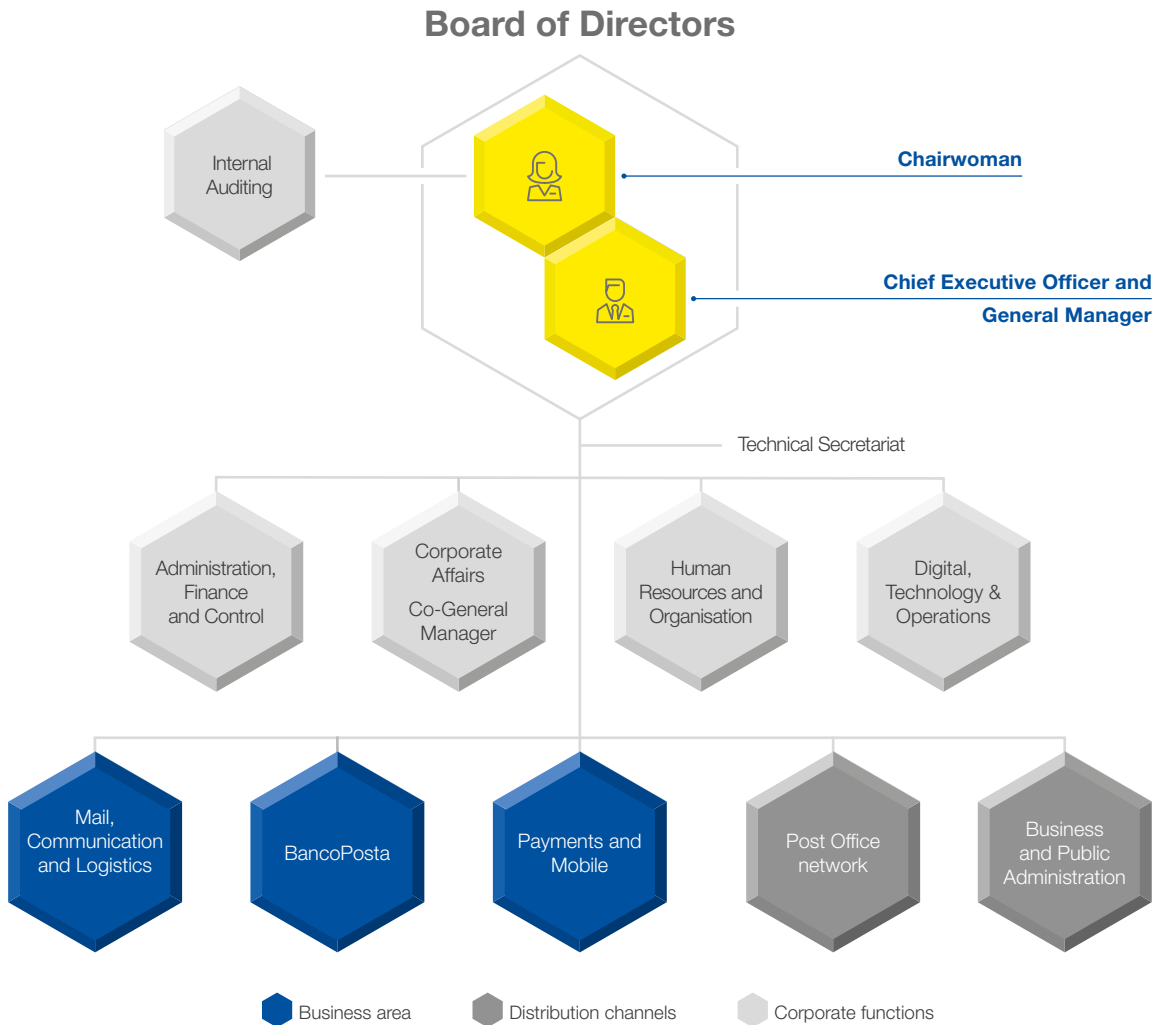 Board of Directors
Internal
Auditing
Chairwoman
Chief Executive Officer and
General Manager
Technical Secretariat
Administration,
Finance
and Control
Corporate
Affairs
Co-General
Manager
Human
Resources and
Organisation
Digital,
Technology &
Operations
Mail,
Communication
and Logistics
BancoPosta
Payments and
Mobile
Post Office
network
Business
and Public
Administration
Business area
Distribution channels
Corporate functions